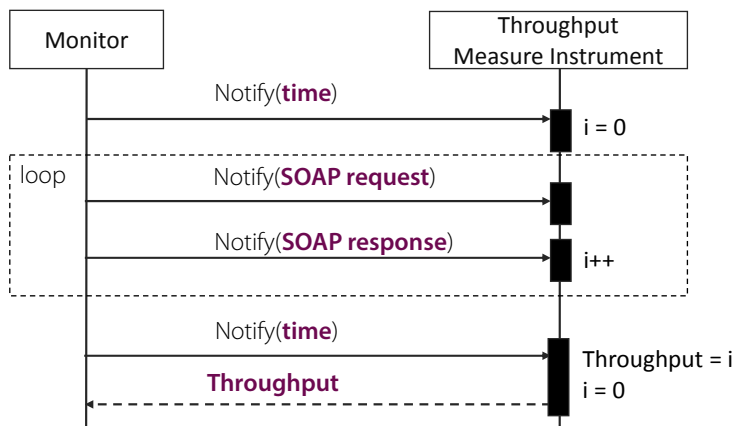 Monitor
Throughput
Measure Instrument
Notify(time)
i = 0
loop
Notify(SOAP request)
Notify(SOAP response)
i++
Notify(time)
Throughput = i
Throughput
i = 0